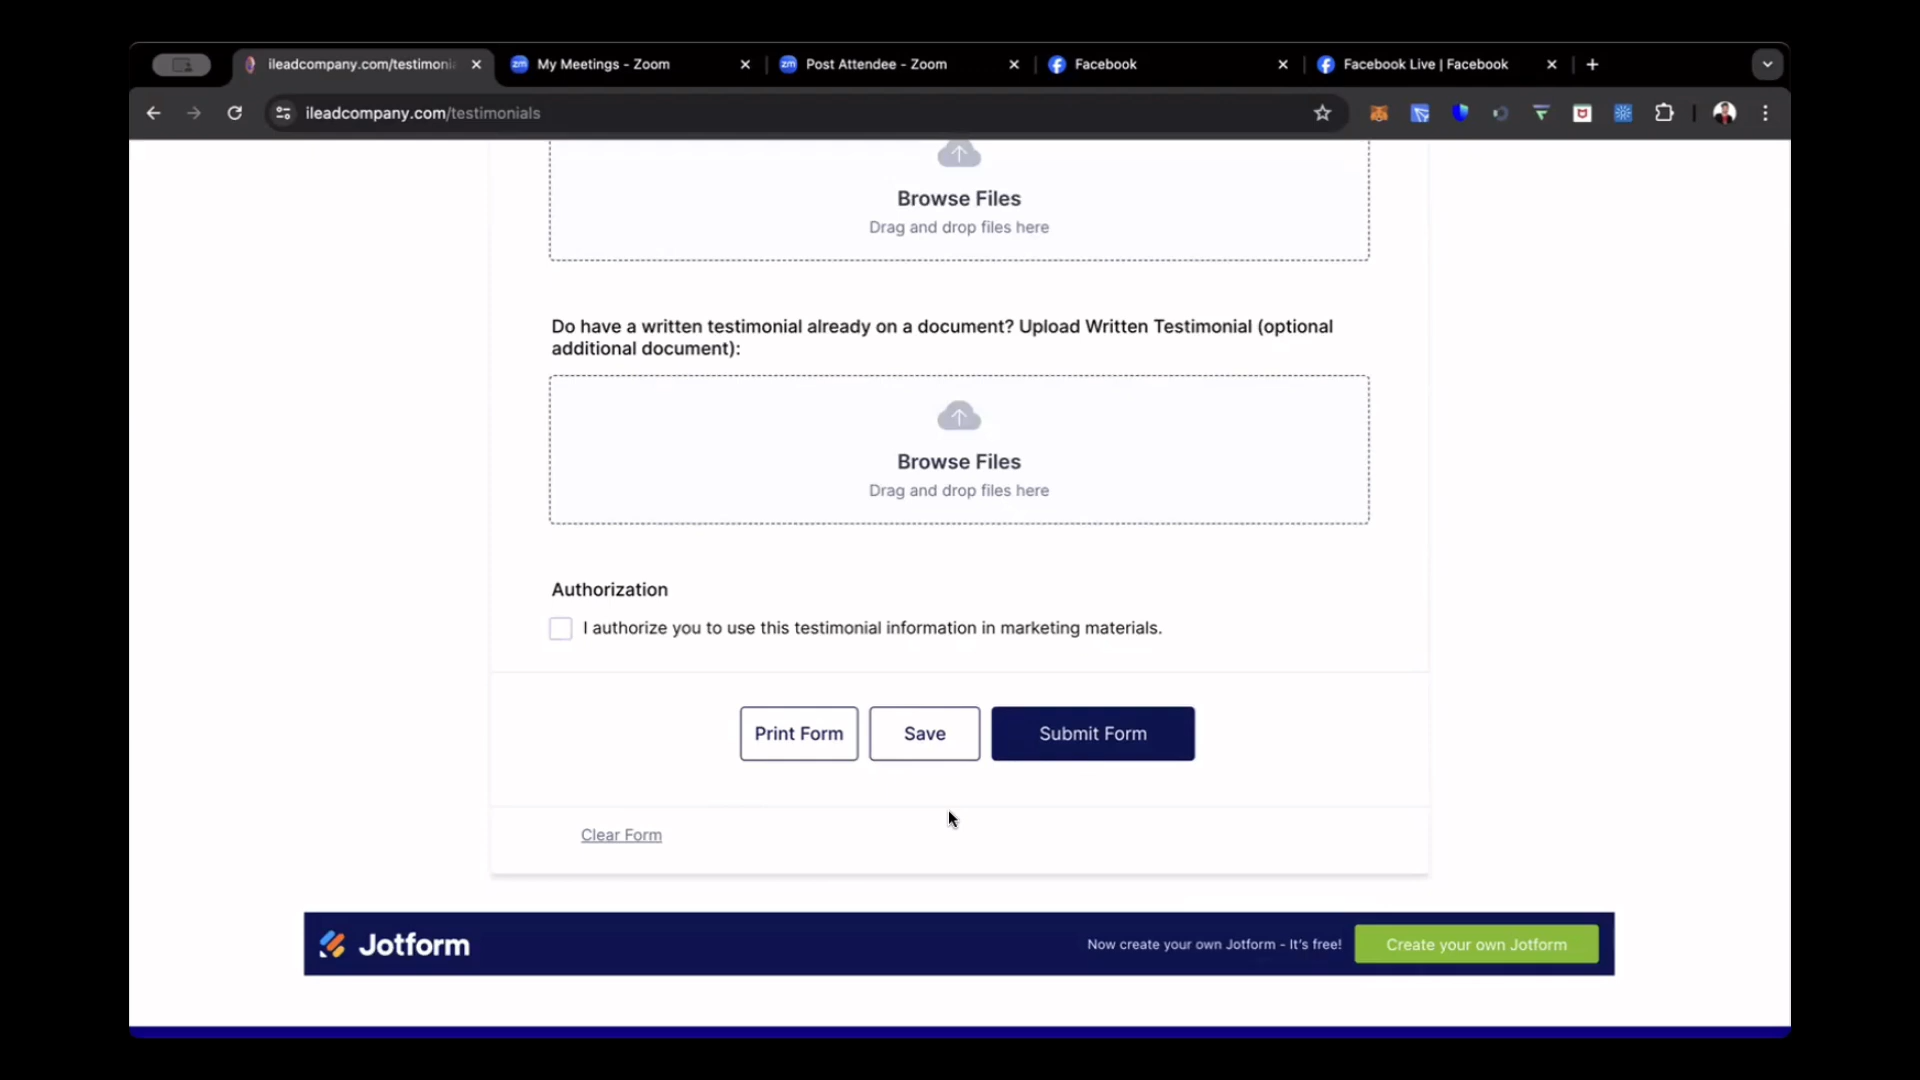 ileadcompany.com/testimoni
My Meetings - Zoom
Post Attendee - Zoom
Facebook
Facebook Live | Facebook
ileadcompany.com/testimonials
Browse Files
Drag and drop files here
Do have a written testimonial already on a document? Upload Written Testimonial (optional
additional document):
Browse Files
Drag and drop files here
Authorization
I authorize you to use this testimonial information in marketing materials.
Print Form
Save
Submit Form
Clear Form
Jotform
Now create your own Jotform - It's free!
Create your own Jotform